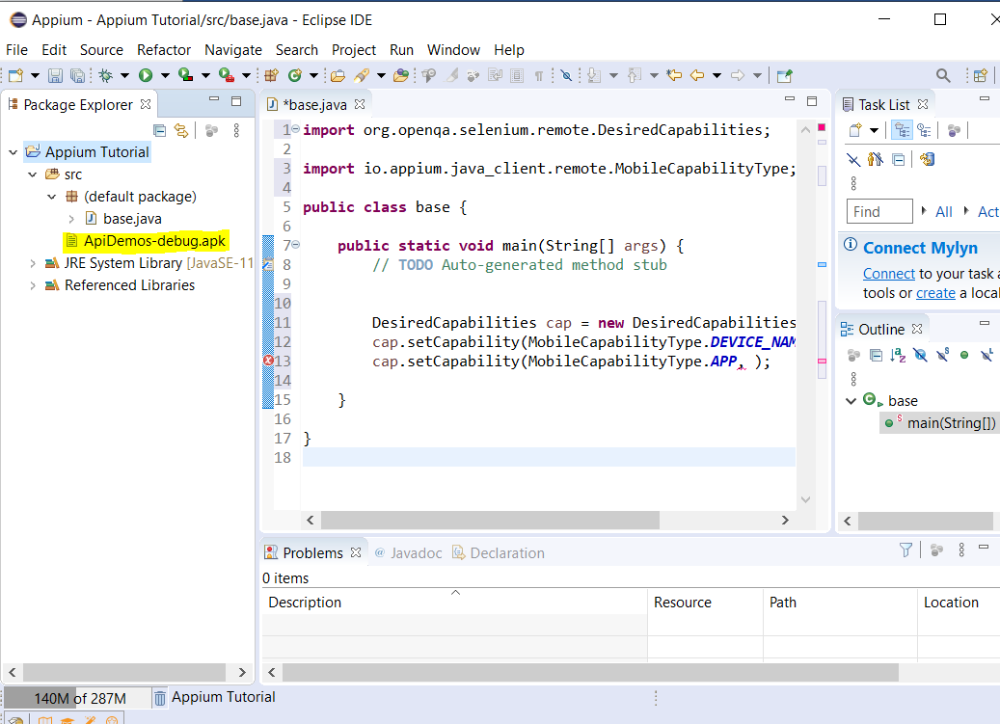 Appium - Appium Tutorial/src/base.java - Eclipse IDE
File Edit Source Refactor Navigate Search Project Run Window Help
Package Explorer
Appium Tutorial
src
(default package)
base.java
ApiDemos-debug.apk
JRE System Library [JavaSE-11
Referenced Libraries
*base.java
1 import org.openqa.selenium.remote.DesiredCapabilities;
2
3 import io.appium.java_client.remote.MobileCapabilityType;
4
5 public class base {
6
7 public static void main(String[] args) {
8 // TODO Auto-generated method stub
9
10
11 DesiredCapabilities cap = new DesiredCapabilities
12 cap.setCapability(MobileCapabilityType.DEVICE_NAM
13 cap.setCapability(MobileCapabilityType.APP, );
14
15 }
16
17 }
18
Task List
Find All Act
Connect Mylyn
Connect to your task a
tools or create a local
Outline
base
S main(String[])
Problems @ Javadoc Declaration
0 items
Description Resource Path Location
140M of 287M Appium Tutorial